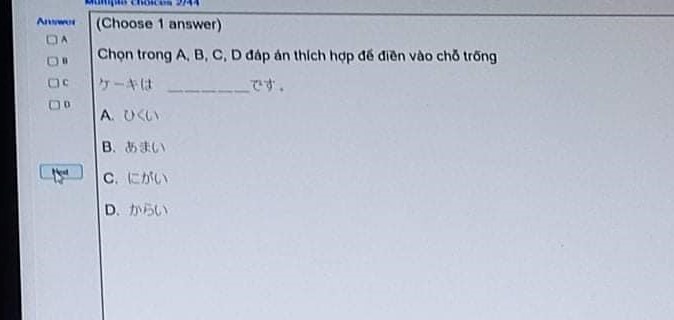 Multiple choices 2/44
Answer
(Choose 1 answer)
A
B
C
D
Chọn trong A, B, C, D đáp án thích hợp để điền vào chỗ trống
ケーキは ________です。
A. ひくい
B. あまい
C. にがい
D. からい
Next